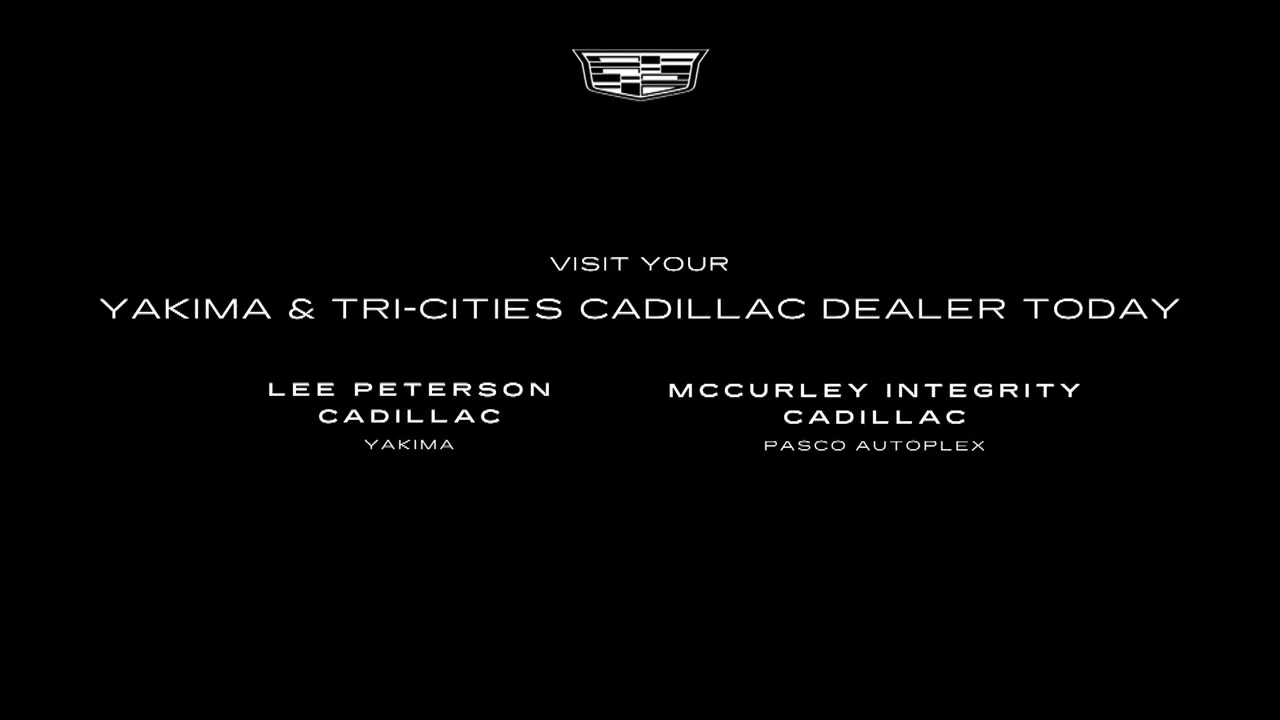 VISIT YOUR
YAKIMA & TRI-CITIES CADILLAC DEALER TODAY
LEE PETERSON
CADILLAC
YAKIMA
MCCURLEY INTEGRITY
CADILLAC
PASCO AUTOPLEX